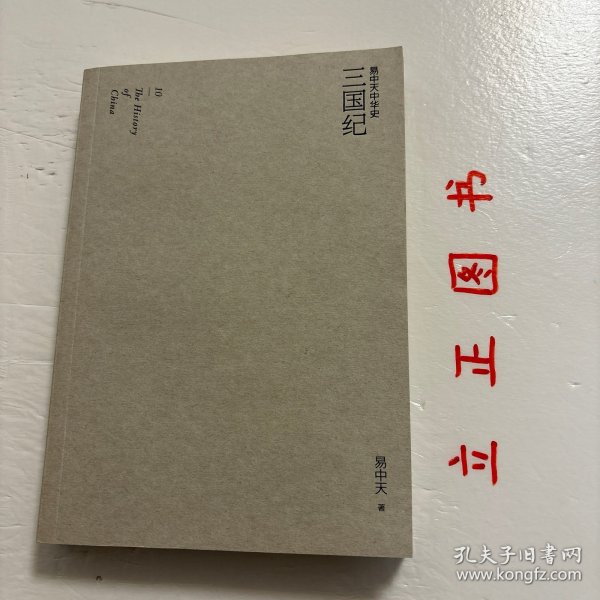 易中天中华史
三国纪
10
The History
of
China
易中天 著
立正图书
孔夫子旧书网
www.kongfz.com